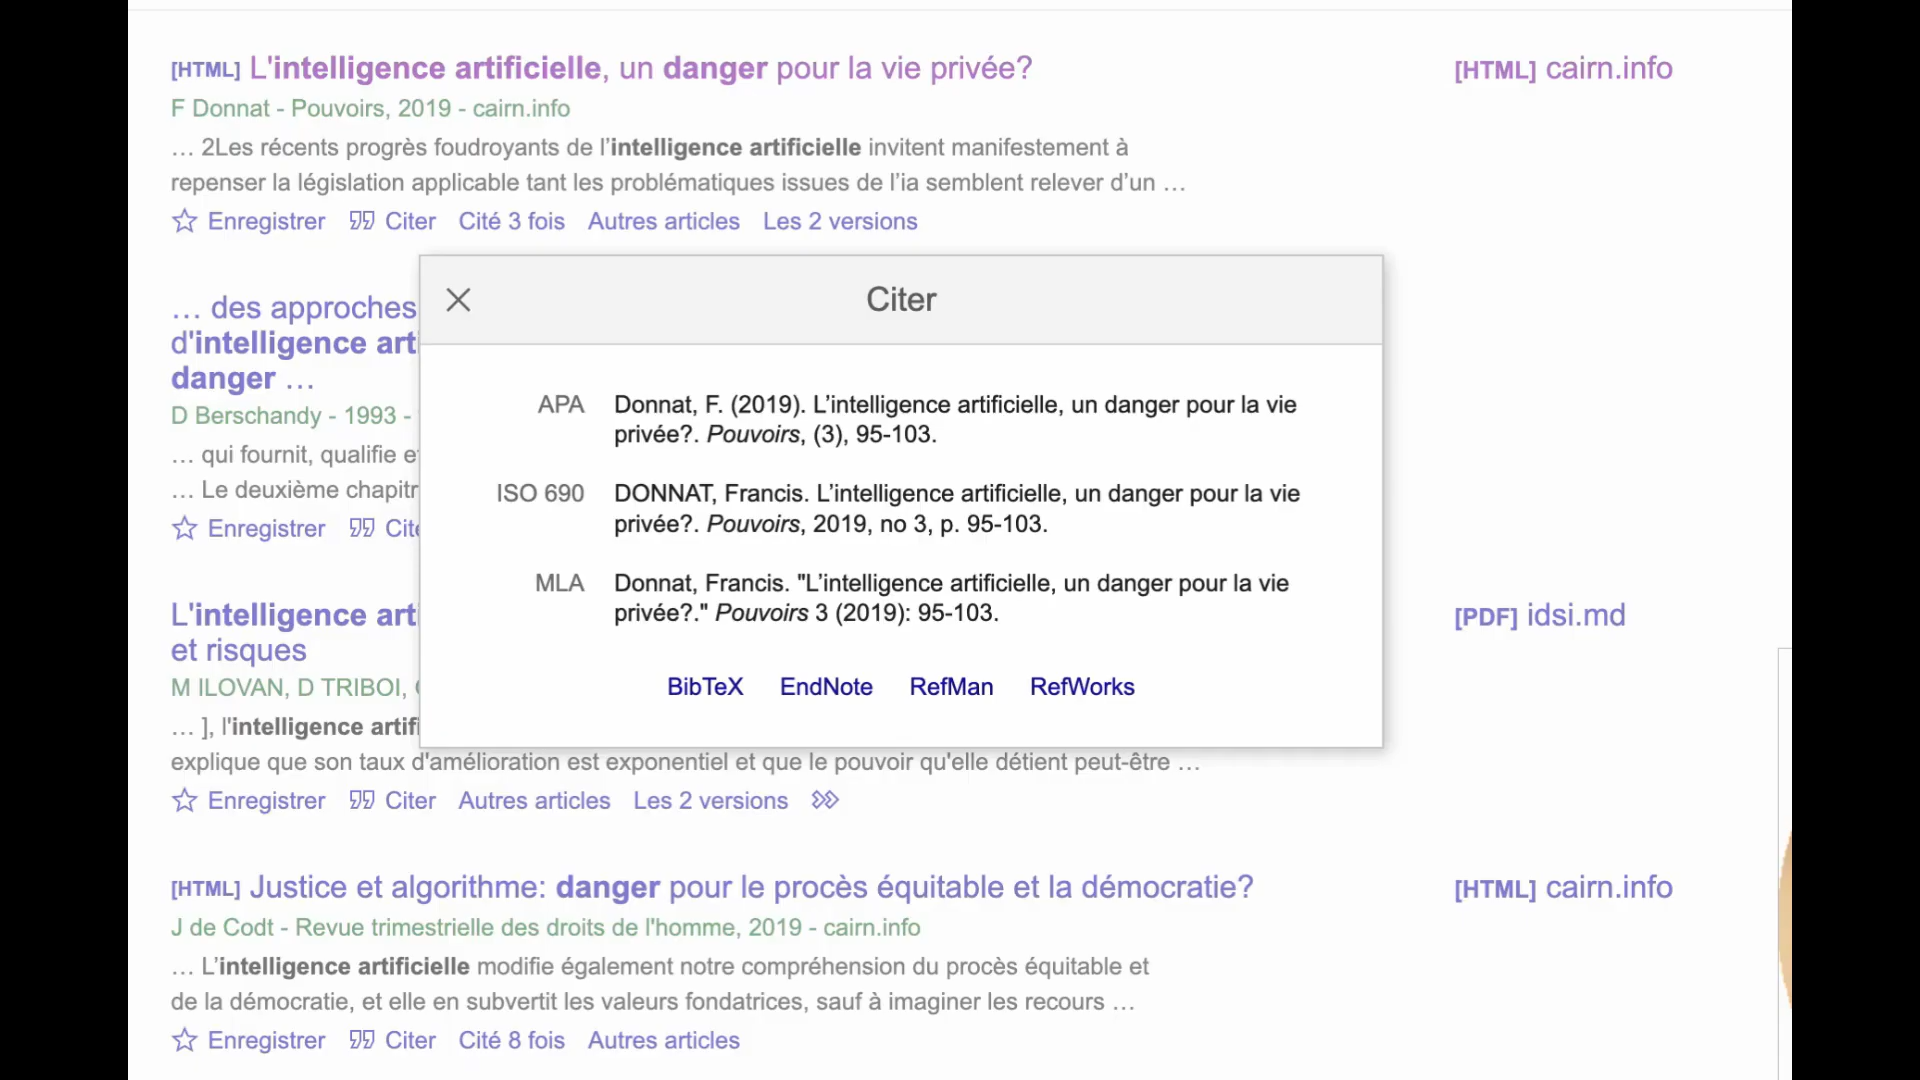 [HTML] L'intelligence artificielle, un danger pour la vie privée?
[HTML] cairn.info
F Donnat - Pouvoirs, 2019 - cairn.info
… 2Les récents progrès foudroyants de l’intelligence artificielle invitent manifestement à
repenser la législation applicable tant les problématiques issues de l’ia semblent relever d’un …
Enregistrer Citer Cité 3 fois Autres articles Les 2 versions
… des approches
d'intelligence art
danger …
D Berschandy - 1993 -
… qui fournit, qualifie e
… Le deuxième chapitr
Enregistrer Cite
Citer
APA Donnat, F. (2019). L’intelligence artificielle, un danger pour la vie
privée?. Pouvoirs, (3), 95-103.
ISO 690 DONNAT, Francis. L’intelligence artificielle, un danger pour la vie
privée?. Pouvoirs, 2019, no 3, p. 95-103.
MLA Donnat, Francis. "L’intelligence artificielle, un danger pour la vie
privée?." Pouvoirs 3 (2019): 95-103.
BibTeX EndNote RefMan RefWorks
L'intelligence art
et risques
[PDF] idsi.md
M ILOVAN, D TRIBOI,
… ], l'intelligence artifi
explique que son taux d'amélioration est exponentiel et que le pouvoir qu'elle détient peut-être …
Enregistrer Citer Autres articles Les 2 versions
[HTML] Justice et algorithme: danger pour le procès équitable et la démocratie?
[HTML] cairn.info
J de Codt - Revue trimestrielle des droits de l'homme, 2019 - cairn.info
… L’intelligence artificielle modifie également notre compréhension du procès équitable et
de la démocratie, et elle en subvertit les valeurs fondatrices, sauf à imaginer les recours …
Enregistrer Citer Cité 8 fois Autres articles